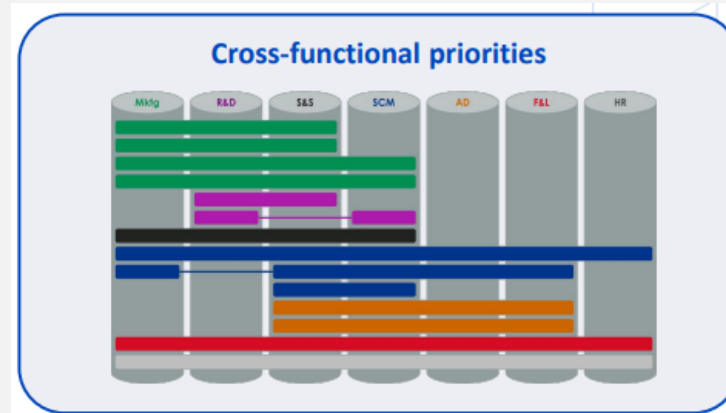 Cross-functional priorities
Mktg R&D S&S SCM AD F&L HR